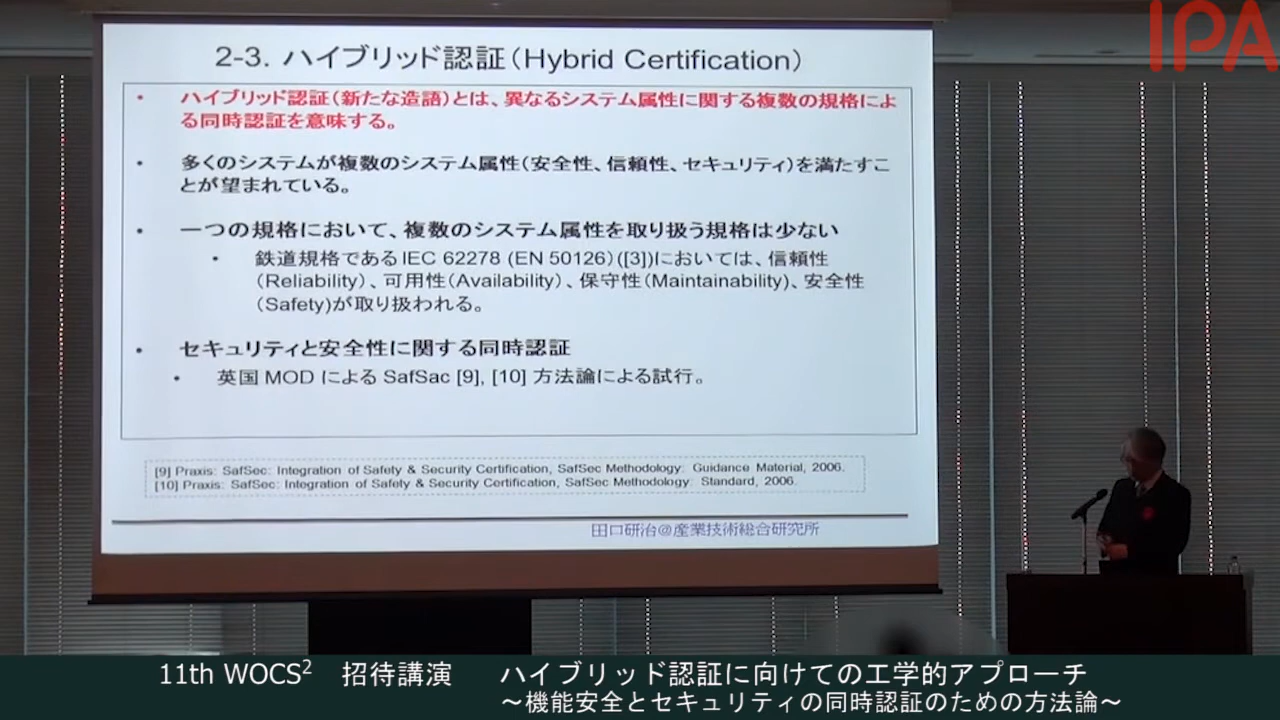 IPA
2-3. ハイブリッド認証（Hybrid Certification）
• ハイブリッド認証（新たな造語）とは、異なるシステム属性に関する複数の規格によ
る同時認証を意味する。
• 多くのシステムが複数のシステム属性（安全性、信頼性、セキュリティ）を満たすこ
とが望まれている。
• 一つの規格において、複数のシステム属性を取り扱う規格は少ない
• 鉄道規格である IEC 62278 (EN 50126) ([3])においては、信頼性
（Reliability）、可用性（Availability）、保守性（Maintainability)、安全性
（Safety)が取り扱われる。
• セキュリティと安全性に関する同時認証
• 英国 MOD による SafSac [9], [10] 方法論による試行。
[9] Praxis: SafSec: Integration of Safety & Security Certification, SafSec Methodology: Guidance Material, 2006.
[10] Praxis: SafSec: Integration of Safety & Security Certification, SafSec Methodology: Standard, 2006.
田口研治@産業技術総合研究所
11th WOCS² 招待講演 ハイブリッド認証に向けての工学的アプローチ
～機能安全とセキュリティの同時認証のための方法論～